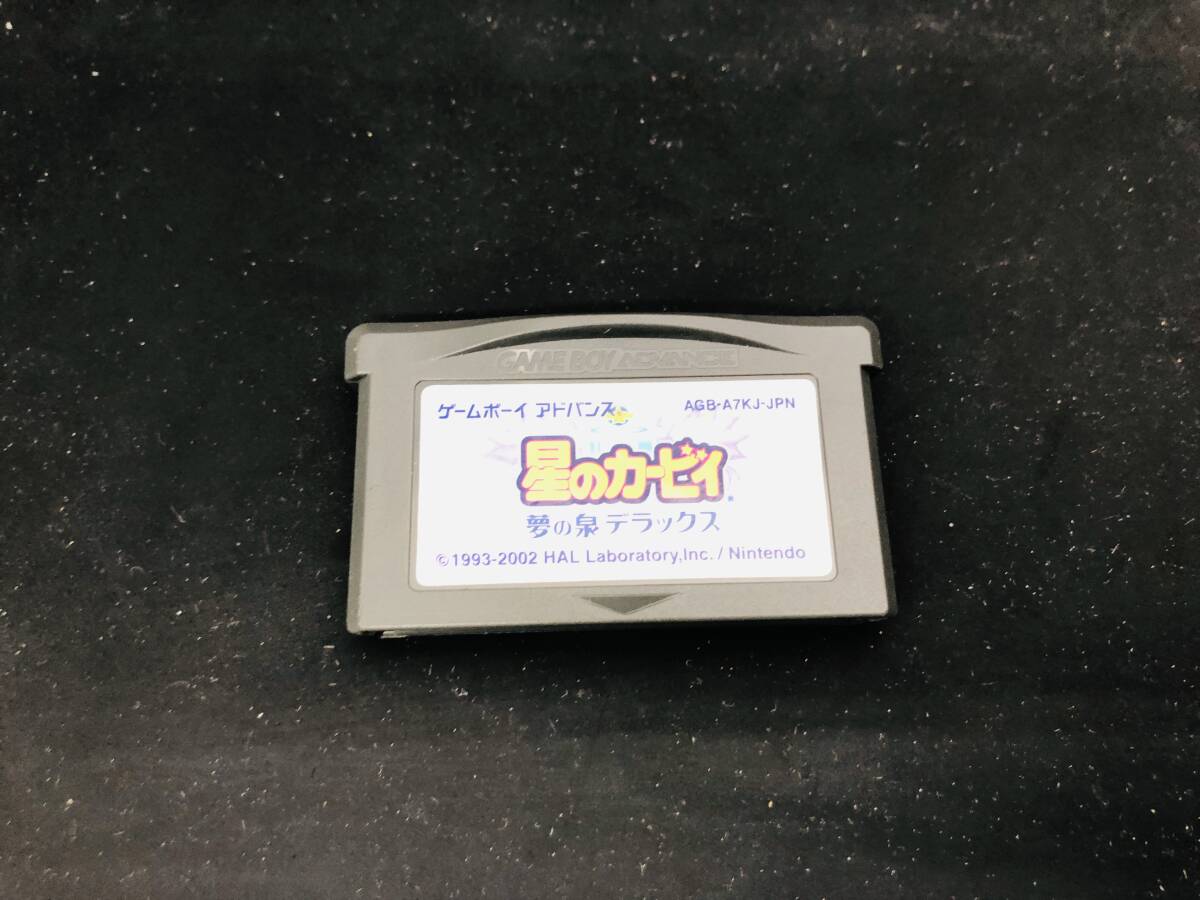 GAME BOY ADVANCE
ゲームボーイ アドバンス AGB-A7KJ-JPN
星のカービィ
夢の泉 デラックス
©1993-2002 HAL Laboratory,Inc. / Nintendo